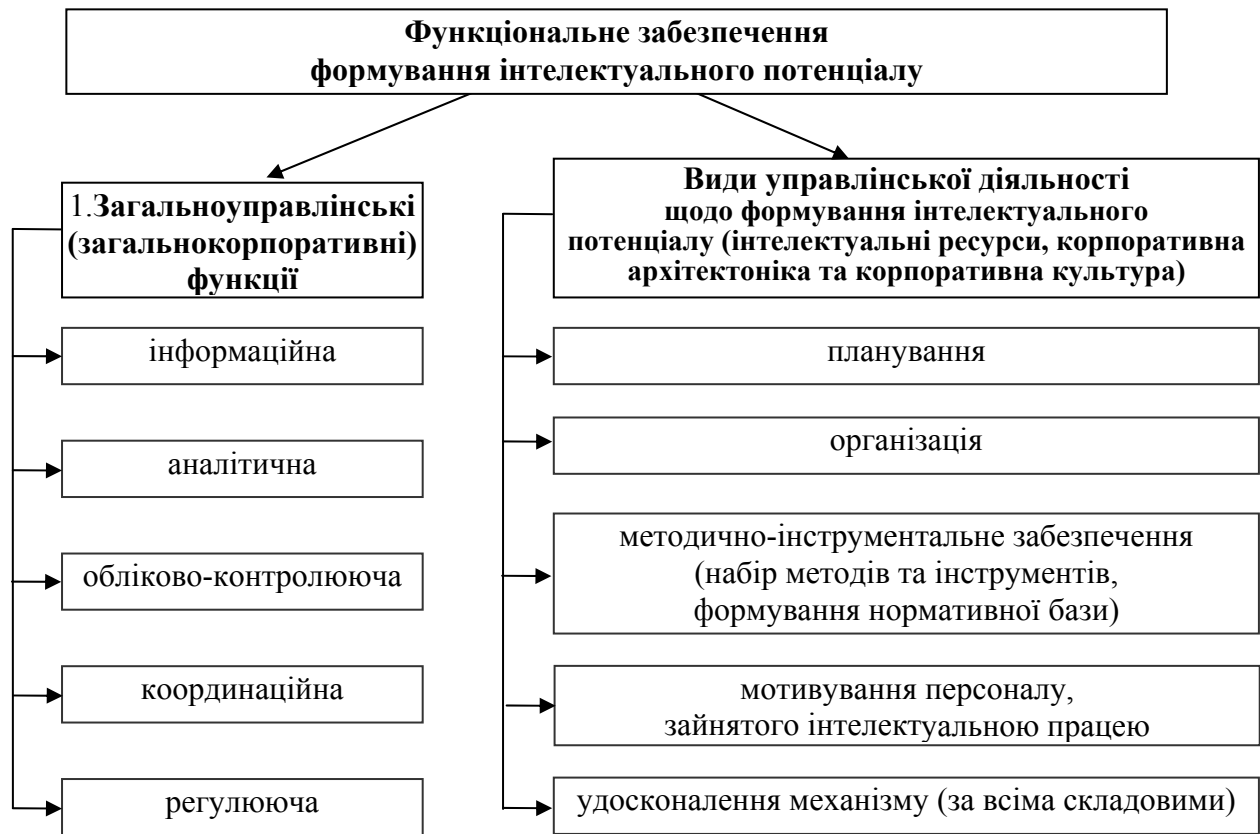 Функціональне забезпечення
формування інтелектуального потенціалу
1.Загальноуправлінські
(загальнокорпоративні)
функції
інформаційна
аналітична
обліково-контролююча
координаційна
регулююча
Види управлінської діяльності
щодо формування інтелектуального
потенціалу (інтелектуальні ресурси, корпоративна
архітектоніка та корпоративна культура)
планування
організація
методично-інструментальне забезпечення
(набір методів та інструментів,
формування нормативної бази)
мотивування персоналу,
зайнятого інтелектуальною працею
удосконалення механізму (за всіма складовими)